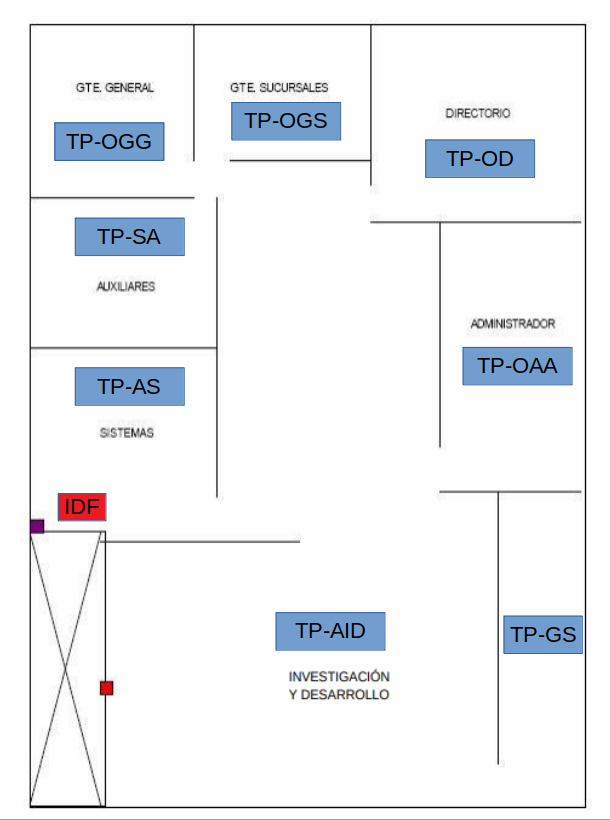 GTE. GENERAL
TP-OGG
GTE. SUCURSALES
TP-OGS
DIRECTORIO
TP-OD
TP-SA
AUXILIARES
ADMINISTRADOR
TP-OAA
TP-AS
SISTEMAS
IDF
TP-AID
INVESTIGACIÓN
Y DESARROLLO
TP-GS